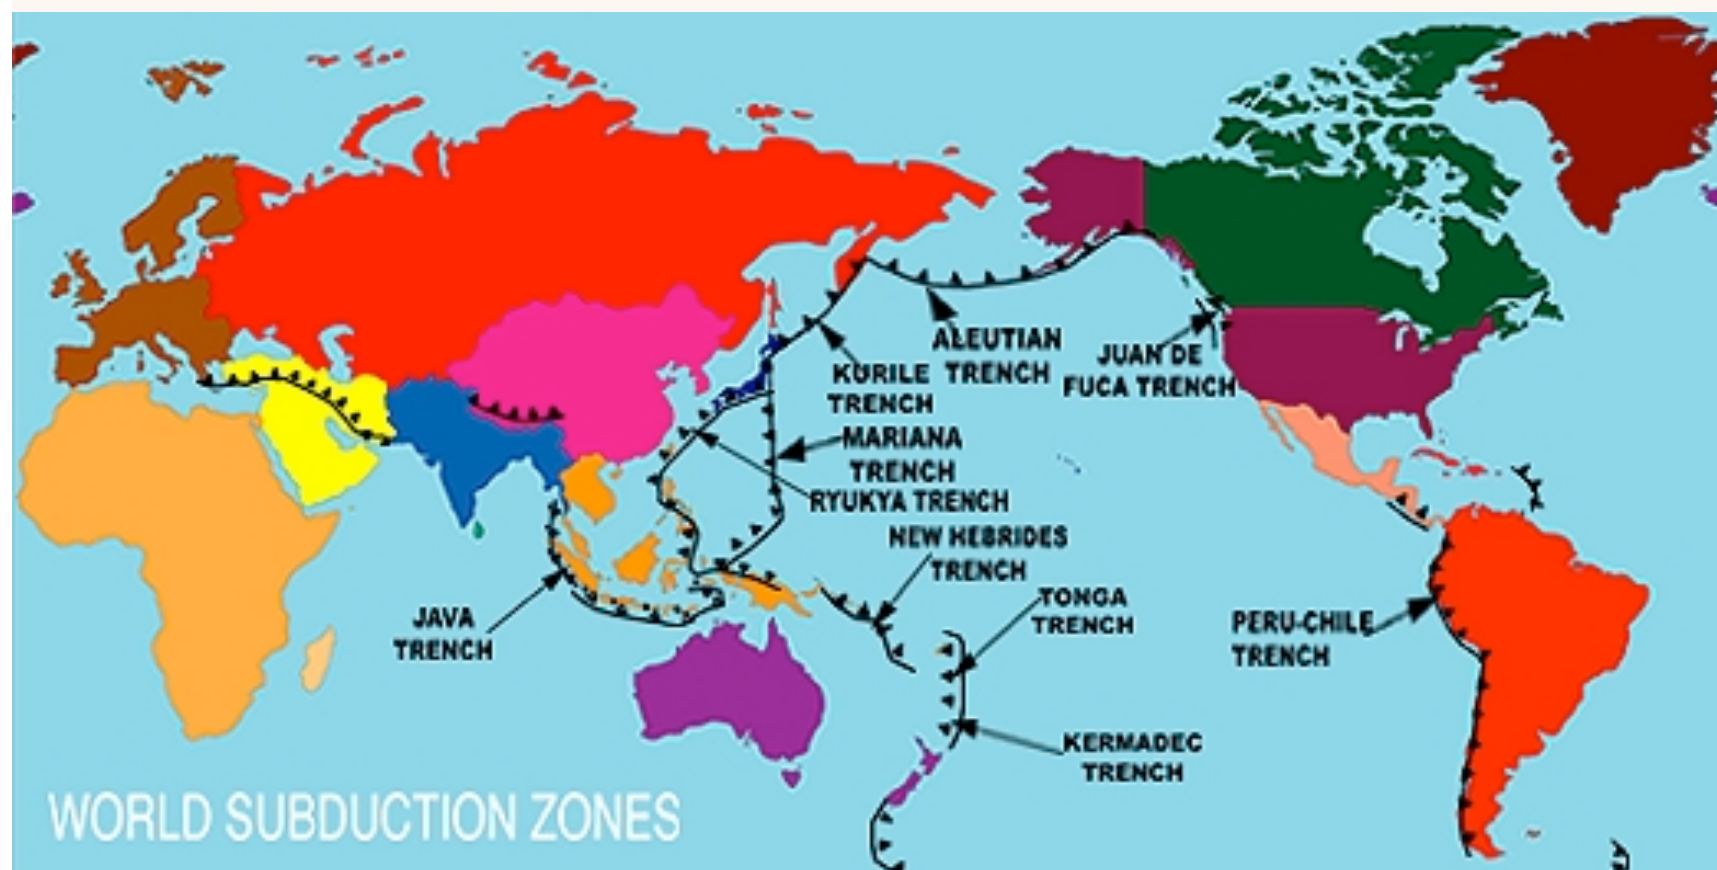 ALEUTIAN
TRENCH
JUAN DE
FUCA TRENCH
KURILE
TRENCH
MARIANA
TRENCH
RYUKYA TRENCH
NEW HEBRIDES
TRENCH
TONGA
TRENCH
JAVA
TRENCH
PERU-CHILE
TRENCH
KERMADEC
TRENCH
WORLD SUBDUCTION ZONES